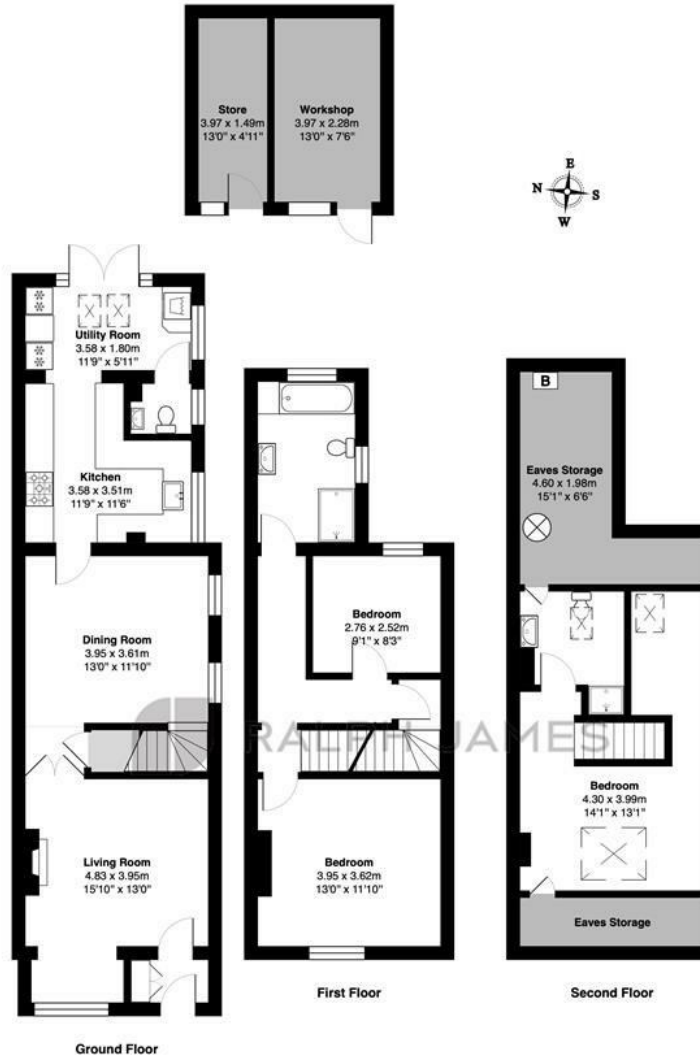 Store
3.97 x 1.49m
13'0" x 4'11"
Workshop
3.97 x 2.28m
13'0" x 7'6"
E
N
S
W
Utility Room
3.58 x 1.80m
11'9" x 5'11"
Kitchen
3.58 x 3.51m
11'9" x 11'6"
Dining Room
3.95 x 3.61m
13'0" x 11'10"
Living Room
4.83 x 3.95m
15'10" x 13'0"
Ground Floor
Bedroom
2.76 x 2.52m
9'1" x 8'3"
RALPH JAMES
Bedroom
3.95 x 3.62m
13'0" x 11'10"
First Floor
B
Eaves Storage
4.60 x 1.98m
15'1" x 6'6"
Bedroom
4.30 x 3.99m
14'1" x 13'1"
Eaves Storage
Second Floor